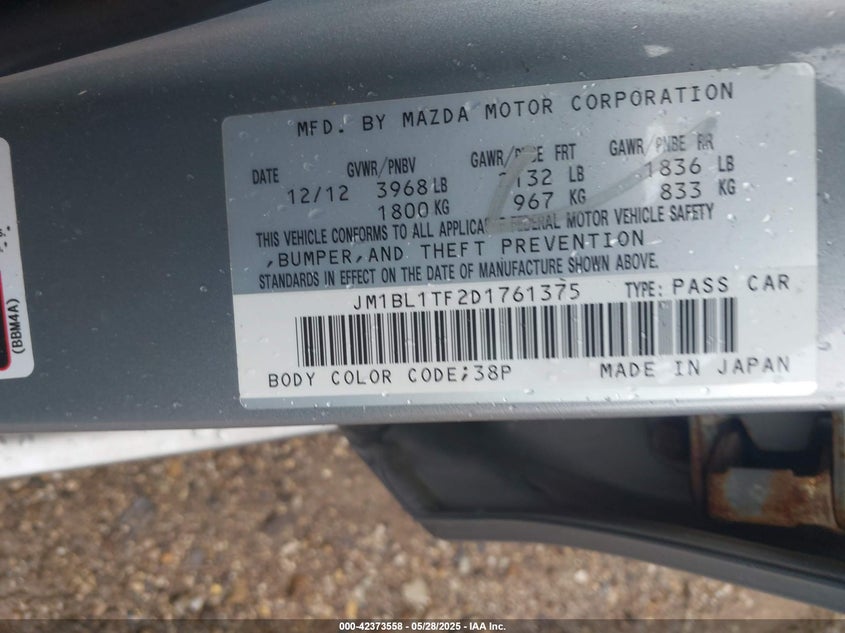 MFD. BY MAZDA MOTOR CORPORATION
DATE GVWR/PNBV GAWR/PNBE FRT GAWR/PNBE RR
12/12 3968 LB 2132 LB 1836 LB
1800 KG 967 KG 833 KG
THIS VEHICLE CONFORMS TO ALL APPLICABLE FEDERAL MOTOR VEHICLE SAFETY
,BUMPER,AND THEFT PREVENTION
STANDARDS IN EFFECT ON THE DATE OF MANUFACTURE SHOWN ABOVE.
JM1BL1TF2D1761375 TYPE: PASS CAR
BODY COLOR CODE;38P MADE IN JAPAN
(BBM4A)
000-42373558 - 05/28/2025 - IAA Inc.